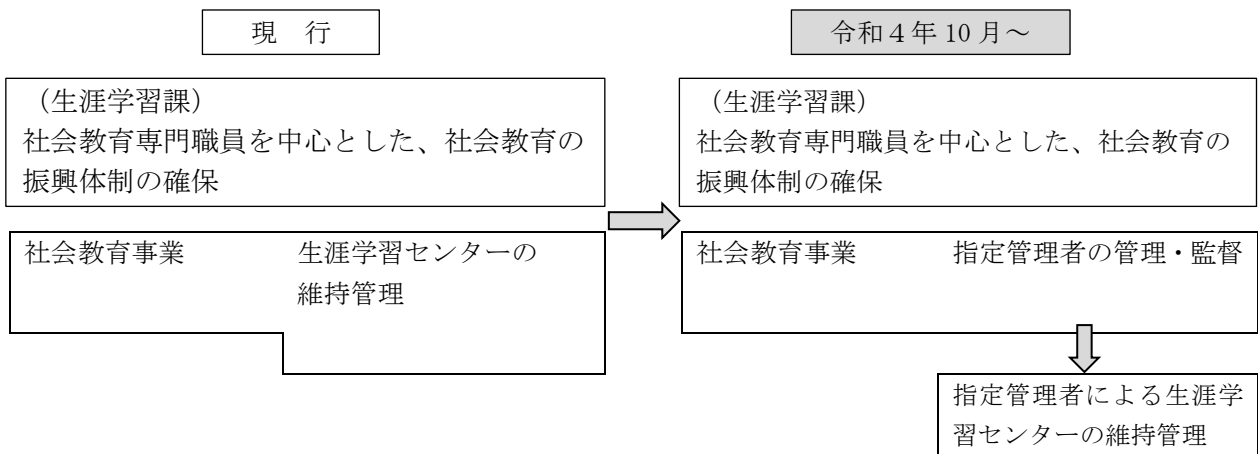 現 行
（生涯学習課）
社会教育専門職員を中心とした、社会教育の
振興体制の確保
社会教育事業
生涯学習センターの
維持管理
令和４年 10 月～
（生涯学習課）
社会教育専門職員を中心とした、社会教育の
振興体制の確保
社会教育事業
指定管理者の管理・監督
指定管理者による生涯学
習センターの維持管理